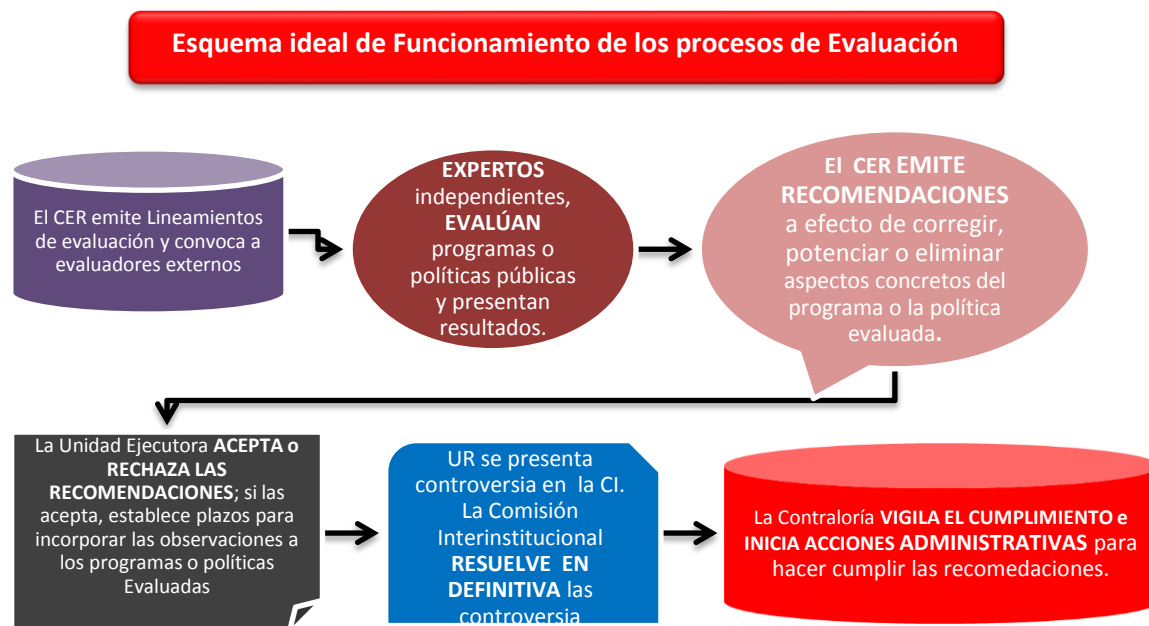 Esquema ideal de Funcionamiento de los procesos de Evaluación
El CER emite Lineamientos
de evaluación y convoca a
evaluadores externos
EXPERTOS
independientes,
EVALÚAN
programas o
políticas públicas
y presentan
resultados.
El CER EMITE
RECOMENDACIONES
a efecto de corregir,
potenciar o eliminar
aspectos concretos del
programa o la política
evaluada.
La Unidad Ejecutora ACEPTA o
RECHAZA LAS
RECOMENDACIONES; si las
acepta, establece plazos para
incorporar las observaciones a
los programas o políticas
Evaluadas
UR se presenta
controversia en la CI.
La Comisión
Interinstitucional
RESUELVE EN
DEFINITIVA las
controversia
La Contraloría VIGILA EL CUMPLIMIENTO e
INICIA ACCIONES ADMINISTRATIVAS para
hacer cumplir las recomedaciones.